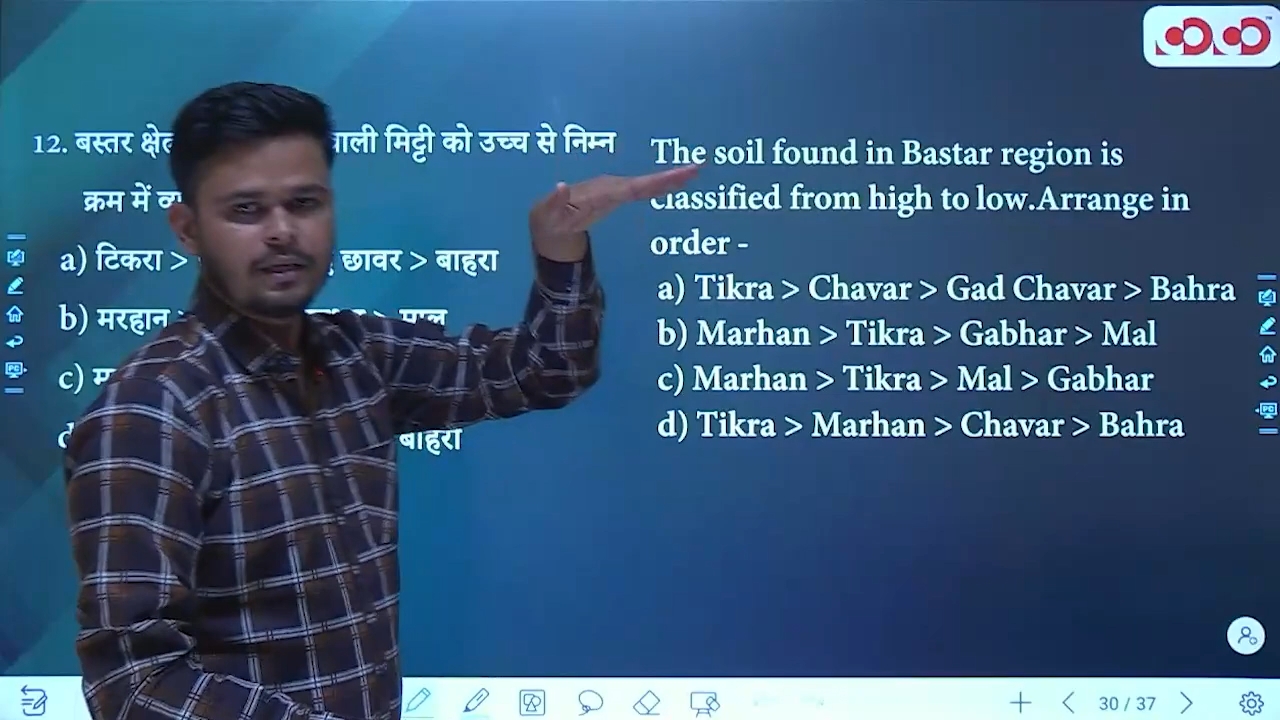 12. बस्तर क्षे वाली मिट्टी को उच्च से निम्न
क्रम में
a) टिकरा > छावर > बाहरा
b) मरहान
c)
बाहरा
The soil found in Bastar region is
classified from high to low.Arrange in
order -
a) Tikra > Chavar > Gad Chavar > Bahra
b) Marhan > Tikra > Gabhar > Mal
c) Marhan > Tikra > Mal > Gabhar
d) Tikra > Marhan > Chavar > Bahra
30 / 37